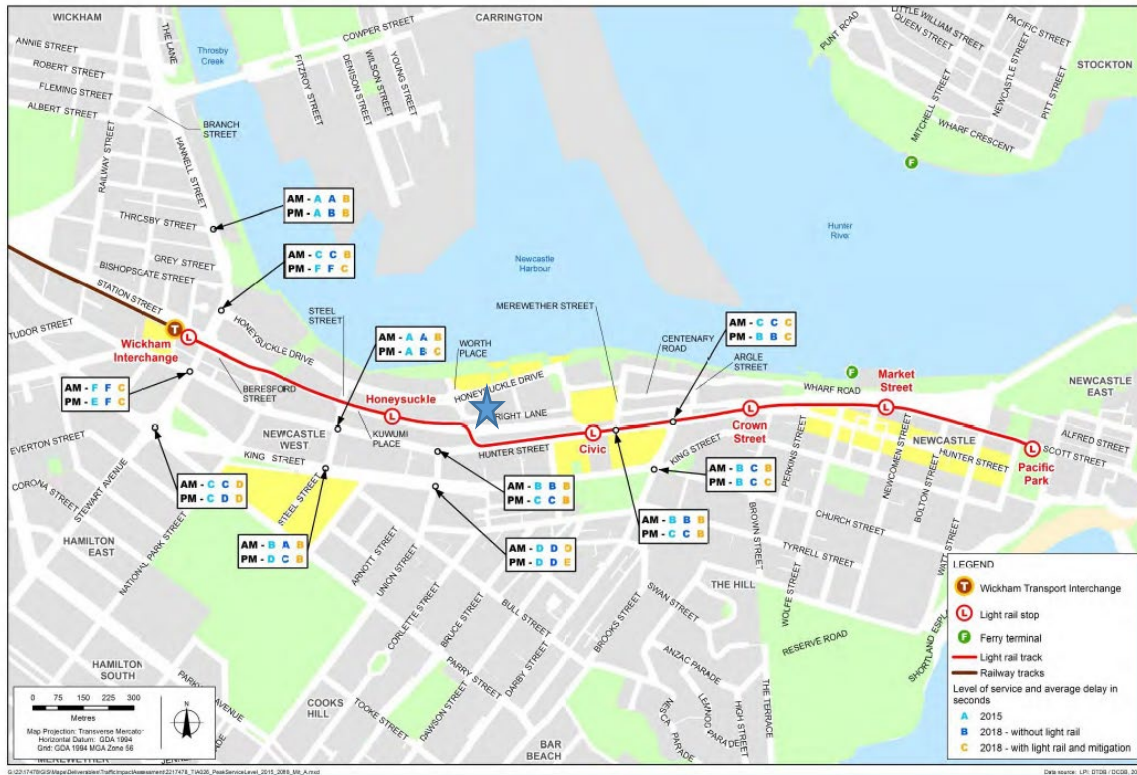 WICKHAM
CARRINGTON
STOCKTON
ANNIE STREET
ROBERT STREET
FLEMING STREET
ALBERT STREET
THE LANE
Throsby
Creek
COWPER STREET
FITZROY STREET
DENISON STREET
WILSON STREET
YOUNG STREET
PUNT ROAD
LITTLE WILLIAM STREET
QUEEN STREET
NEWCASTLE STREET
PACIFIC STREET
PITT STREET
MITCHELL STREET
WHARF CRESCENT
F
BRANCH
STREET
RAILWAY STREET
HANNELL STREET
THROSBY STREET
GREY STREET
BISHOPSGATE STREET
STATION STREET
TUDOR STREET
AM - A A B
PM - A B B
AM - C C B
PM - F F C
Newcastle
Harbour
Hunter
River
T
L
Wickham
Interchange
HONEYSUCKLE DRIVE
BERESFORD
STREET
STEEL
STREET
AM - A A B
PM - A B C
WORTH
PLACE
HONEYSUCKLE DRIVE
MEREWETHER STREET
CENTENARY
ROAD
ARGLE STREET
AM - C C C
PM - B B C
F
WHARF ROAD
Market
Street
L
NEWCASTLE
EAST
AM - F F C
PM - E F C
Honeysuckle
L
KUWUMI
PLACE
RIGHT LANE
HUNTER STREET
L
Civic
L
Crown
Street
KING STREET
PERKINS STREET
NEWCOMEN STREET
BOLTON STREET
NEWCASTLE
HUNTER STREET
L
Pacific
Park
ALFRED STREET
SCOTT STREET
EVERTON STREET
CORONA STREET
STEWART AVENUE
HAMILTON
EAST
NEWCASTLE
WEST
KING STREET
STEEL STREET
NATIONAL PARK STREET
AM - C C D
PM - C D D
AM - B A B
PM - D C B
AM - B B B
PM - C C B
AM - D D D
PM - D D E
AM - B B B
PM - C C B
AM - B C B
PM - B C C
BROWN STREET
CHURCH STREET
TYRRELL STREET
WOLFE STREET
WATT STREET
THE HILL
SWAN STREET
RESERVE ROAD
SHORTLAND ESPL
ARNOTT STREET
UNION STREET
CORLETTE STREET
BRUCE STREET
BULL STREET
PARRY STREET
DARBY STREET
BROOKS STREET
ANZAC PARADE
HIGH STREET
THE TERRACE
DAWSON STREET
TOOKE STREET
COOKS
HILL
BAR
BEACH
HAMILTON
SOUTH
AVENUE
MEREWETHER
0 75 150 225 300
Metres
Map Projection: Transverse Mercator
Horizontal Datum: GDA 1994
Grid: GDA 1994 MGA Zone 56
N
LEGEND
T Wickham Transport Interchange
L Light rail stop
F Ferry terminal
Light rail track
Railway tracks
Level of service and average delay in
seconds
A 2015
B 2018 - without light rail
C 2018 - with light rail and mitigation
Data source: LPI: DTDB / DCDB, 20